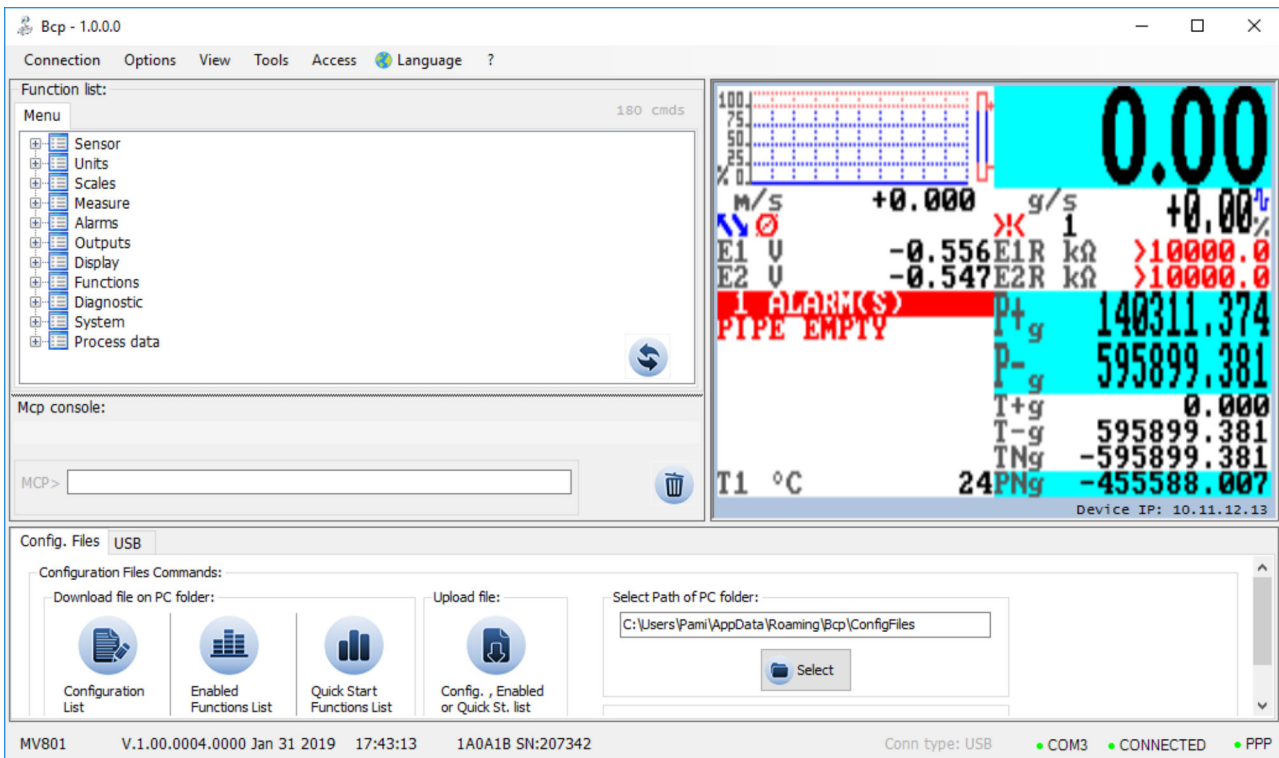 Bcp - 1.0.0.0
Connection Options View Tools Access Language ?
Function list:
Menu
180 cmds
Sensor
Units
Scales
Measure
Alarms
Outputs
Display
Functions
Diagnostic
System
Process data
Mcp console:
MCP>
100.
75.
50.
25.
% 0.
0.00
m/s +0.000 g/s +0.00%
1
E1 V -0.556 E1R kΩ >10000.0
E2 V -0.547 E2R kΩ >10000.0
1 ALARM(S)
PIPE EMPTY
P+g 140311.374
P-g 595899.381
T+g 0.000
T-g 595899.381
TNg -595899.381
T1 °C 24 PNg -455588.007
Device IP: 10.11.12.13
Config. Files USB
Configuration Files Commands:
Download file on PC folder:
Upload file:
Select Path of PC folder:
C:\Users\Pami\AppData\Roaming\Bcp\ConfigFiles
Select
Configuration
List
Enabled
Functions List
Quick Start
Functions List
Config. , Enabled
or Quick St. list
MV801 V.1.00.0004.0000 Jan 31 2019 17:43:13 1A0A1B SN:207342 Conn type: USB COM3 CONNECTED PPP